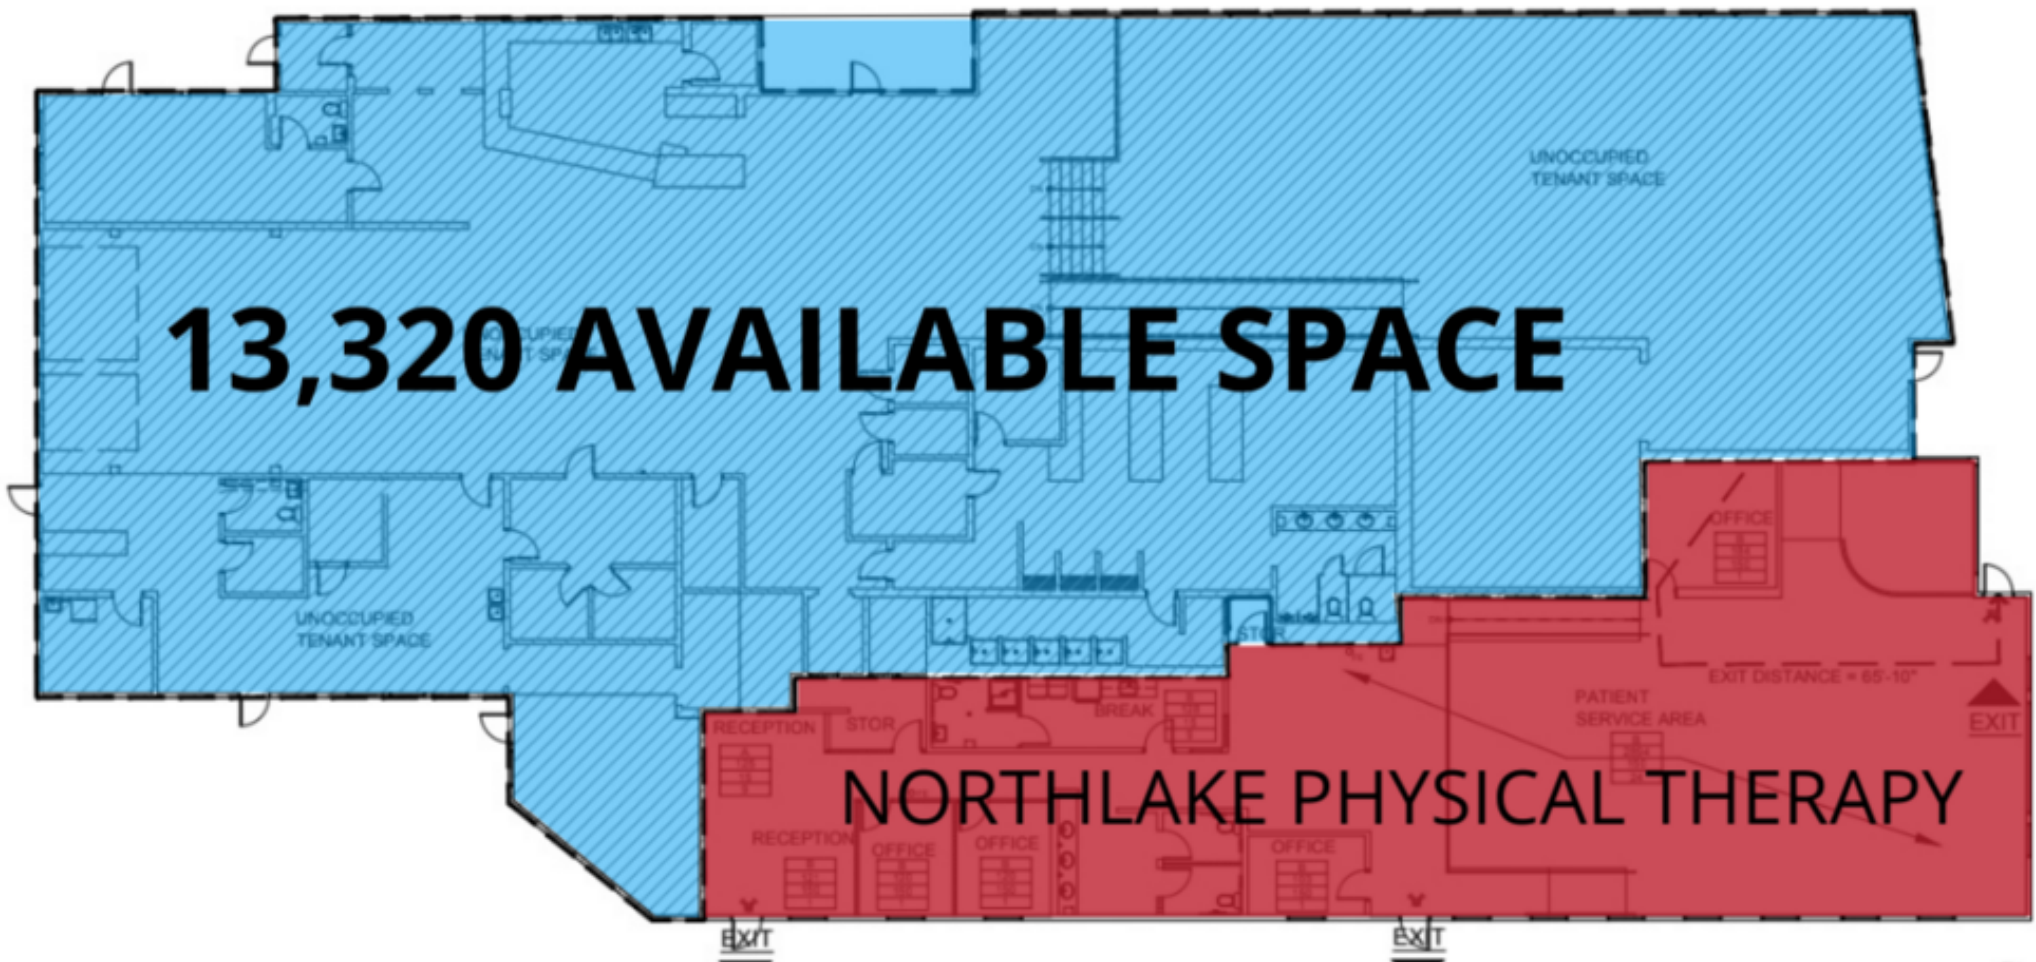 UNOCCUPIED
TENANT SPACE
13,320 AVAILABLE SPACE
OFFICE
UNOCCUPIED
TENANT SPACE
STOR
EXIT DISTANCE = 65'-10"
PATIENT
SERVICE AREA
EXIT
RECEPTION
STOR
BREAK
NORTHLAKE PHYSICAL THERAPY
RECEPTION
OFFICE
OFFICE
OFFICE
EXIT
EXIT